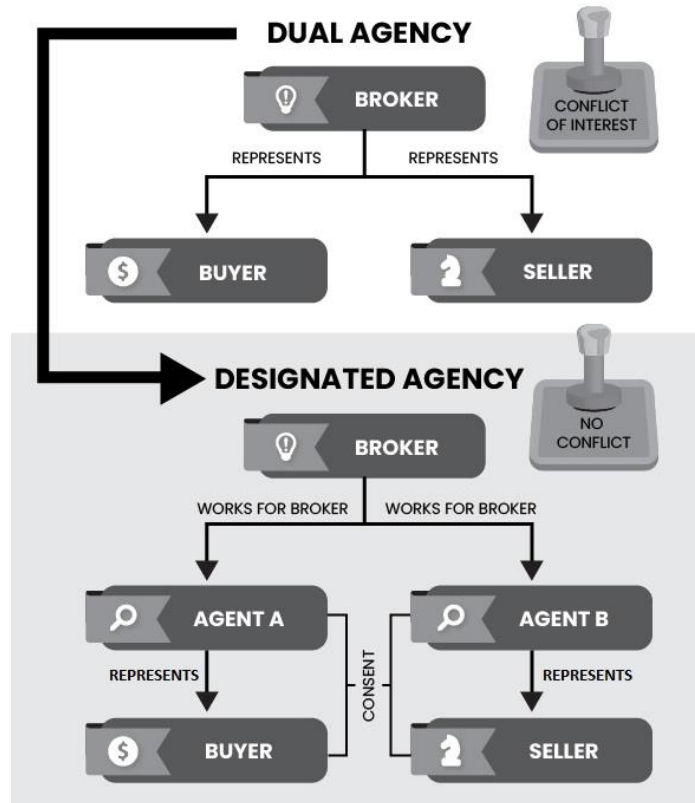 DUAL AGENCY
CONFLICT
OF INTEREST
BROKER
REPRESENTS
REPRESENTS
BUYER
SELLER
DESIGNATED AGENCY
NO
CONFLICT
BROKER
WORKS FOR BROKER
WORKS FOR BROKER
AGENT A
AGENT B
REPRESENTS
CONSENT
REPRESENTS
BUYER
SELLER